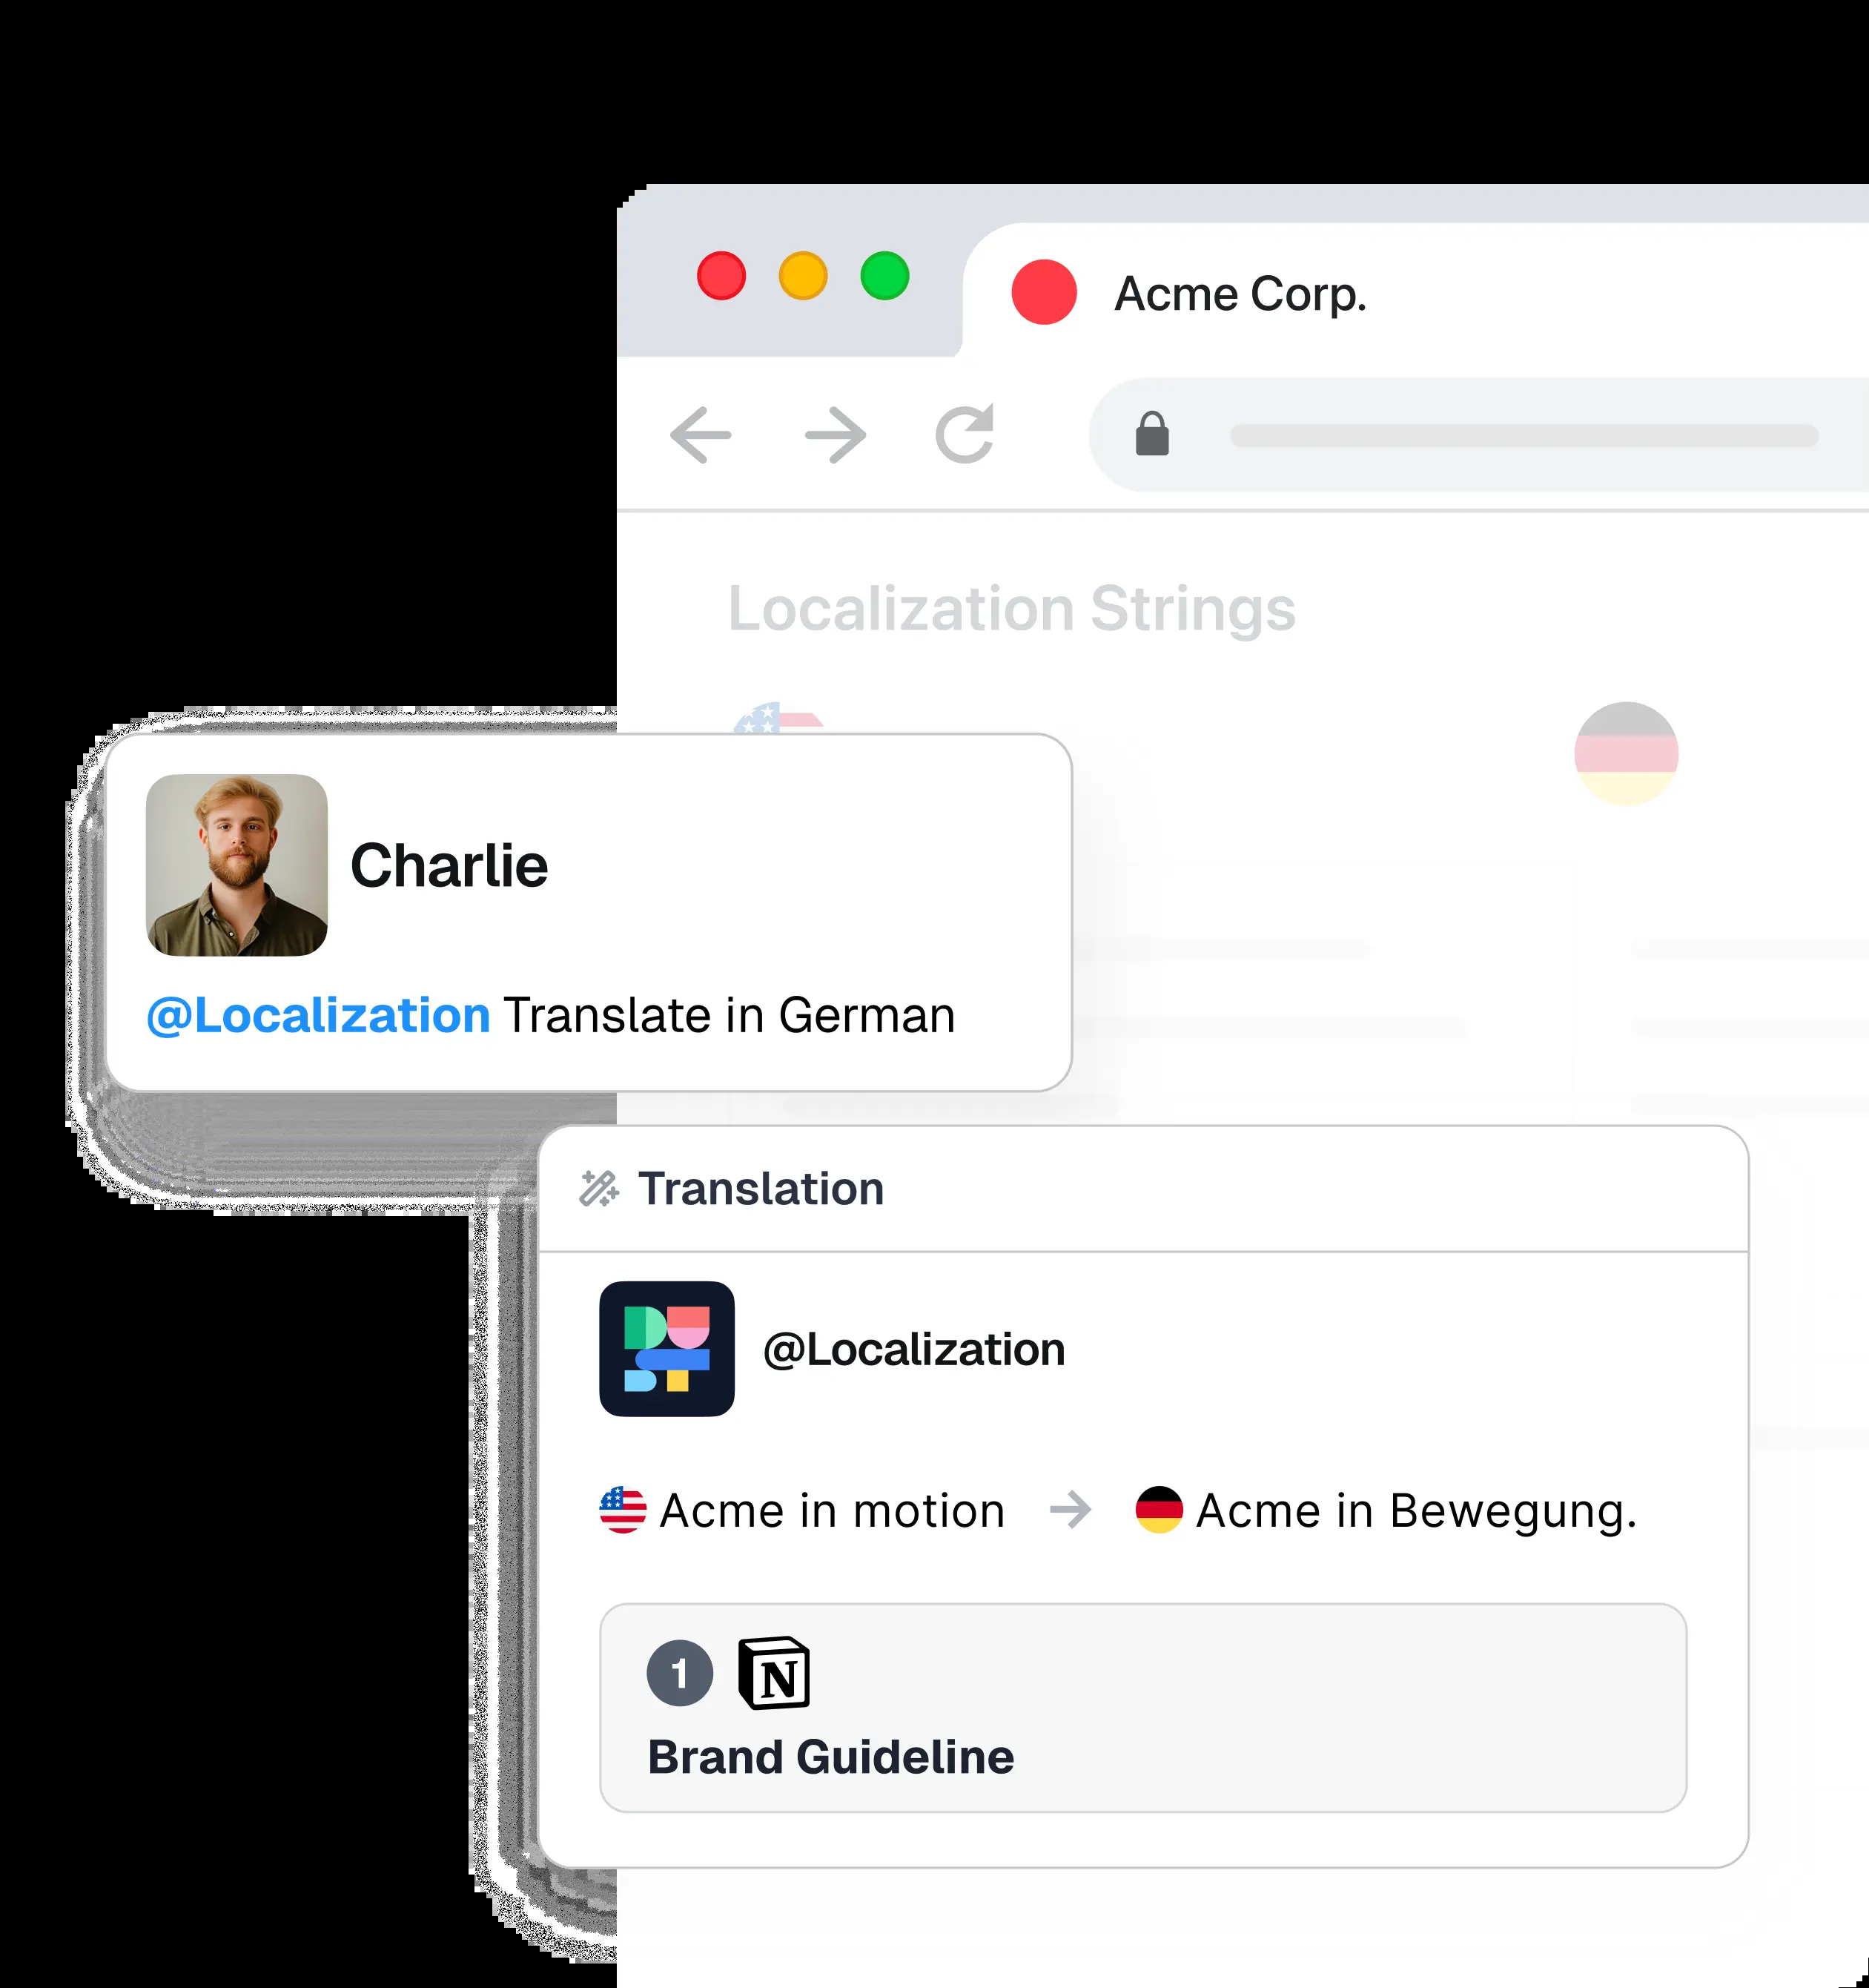 Acme Corp.
Localization Strings
Charlie
@Localization Translate in German
Translation
@Localization
Acme in motion → Acme in Bewegung.
1 N
Brand Guideline